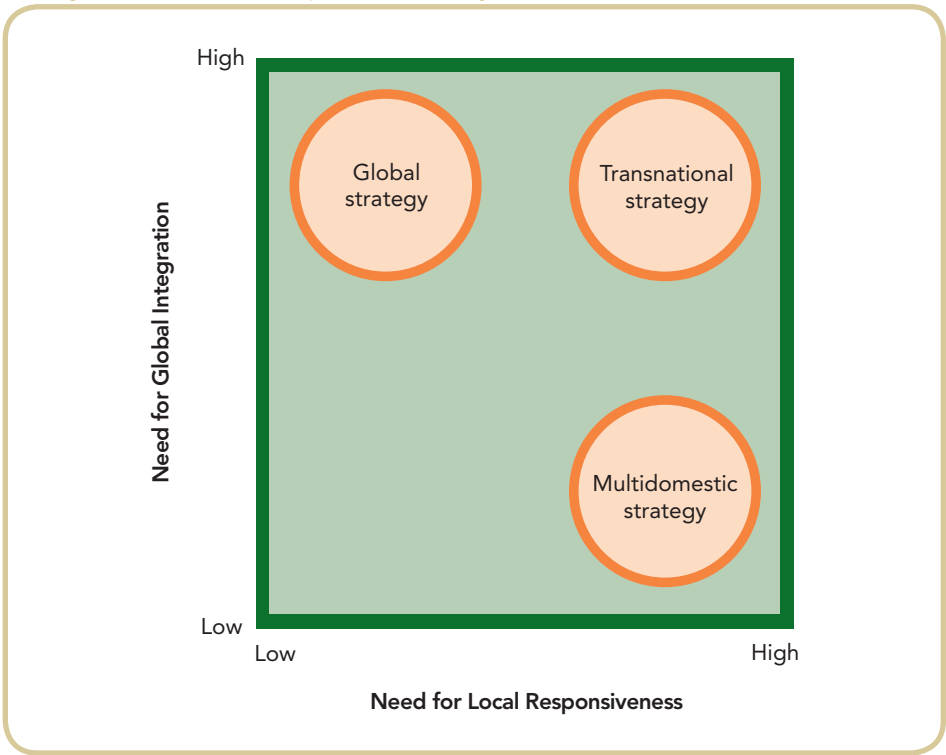 High
Global
strategy
Transnational
strategy
Need for Global Integration
Multidomestic
strategy
Low
Low
High
Need for Local Responsiveness